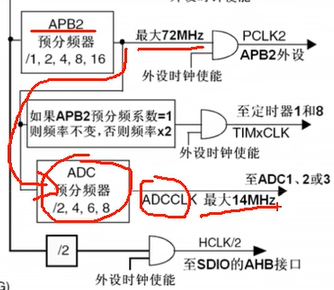 APB2
预分频器
/1, 2, 4, 8, 16
最大72MHz
PCLK2
APB2外设
外设时钟使能
如果APB2预分频系数=1
则频率不变，否则频率x2
至定时器1和8
TIMxCLK
外设时钟使能
ADC
预分频器
/2, 4, 6, 8
ADCCLK 最大14MHz
至ADC1、2或3
/2
HCLK/2
至SDIO的AHB接口
外设时钟使能